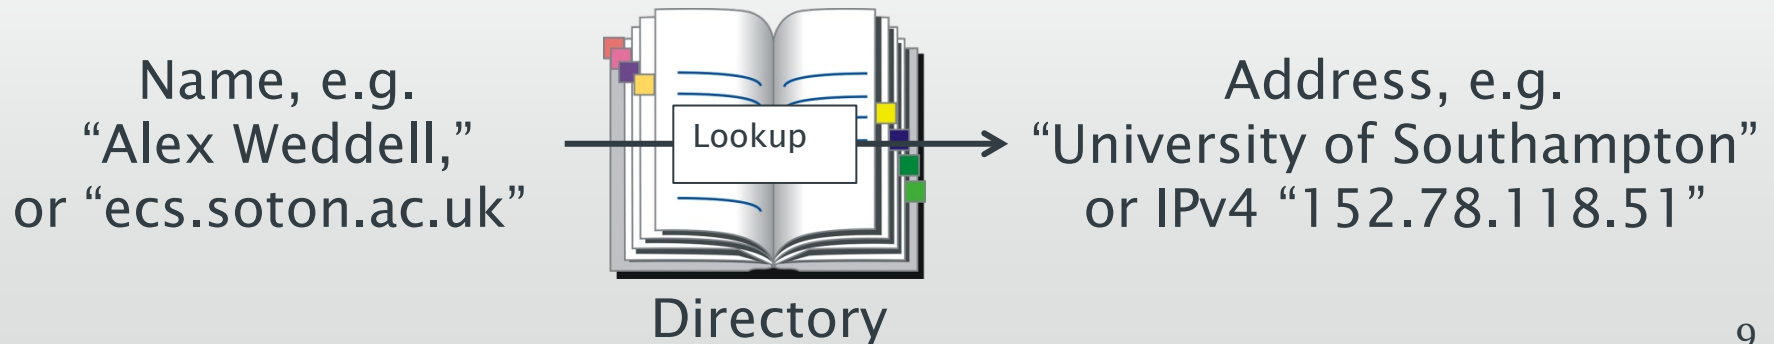 Name, e.g.
“Alex Weddell,”
or “ecs.soton.ac.uk”
Lookup
Address, e.g.
“University of Southampton”
or IPv4 “152.78.118.51”
Directory
9